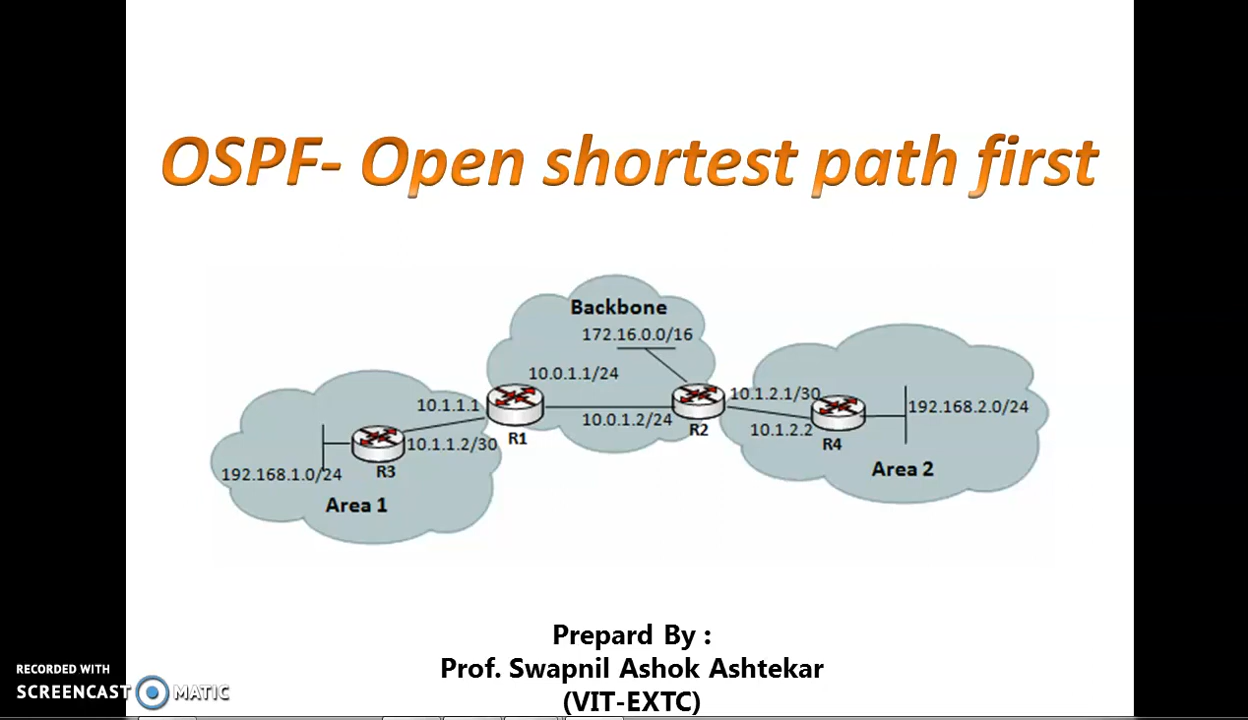 OSPF- Open shortest path first
Backbone
172.16.0.0/16
10.0.1.1/24
10.1.1.1
10.1.2.1/30
192.168.2.0/24
10.0.1.2/24
10.1.2.2
R2
R1
R4
10.1.1.2/30
R3
192.168.1.0/24
Area 2
Area 1
Prepard By :
Prof. Swapnil Ashok Ashtekar
(VIT-EXTC)
RECORDED WITH
SCREENCAST MATIC